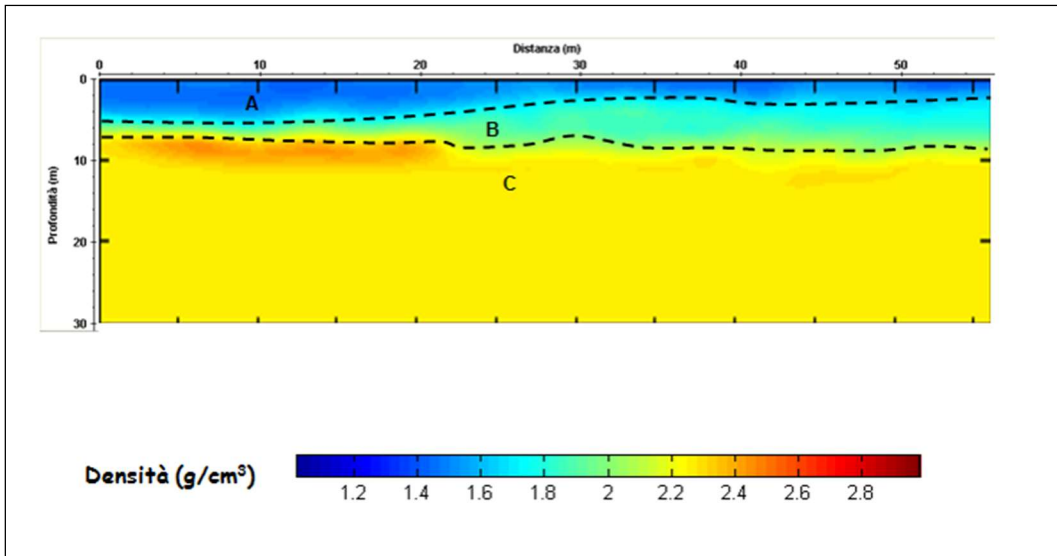 Distanza (m)
0 10 20 30 40 50
0
A
B
10
C
Profondità (m)
20
30
Densità (g/cm³)
1.2 1.4 1.6 1.8 2 2.2 2.4 2.6 2.8